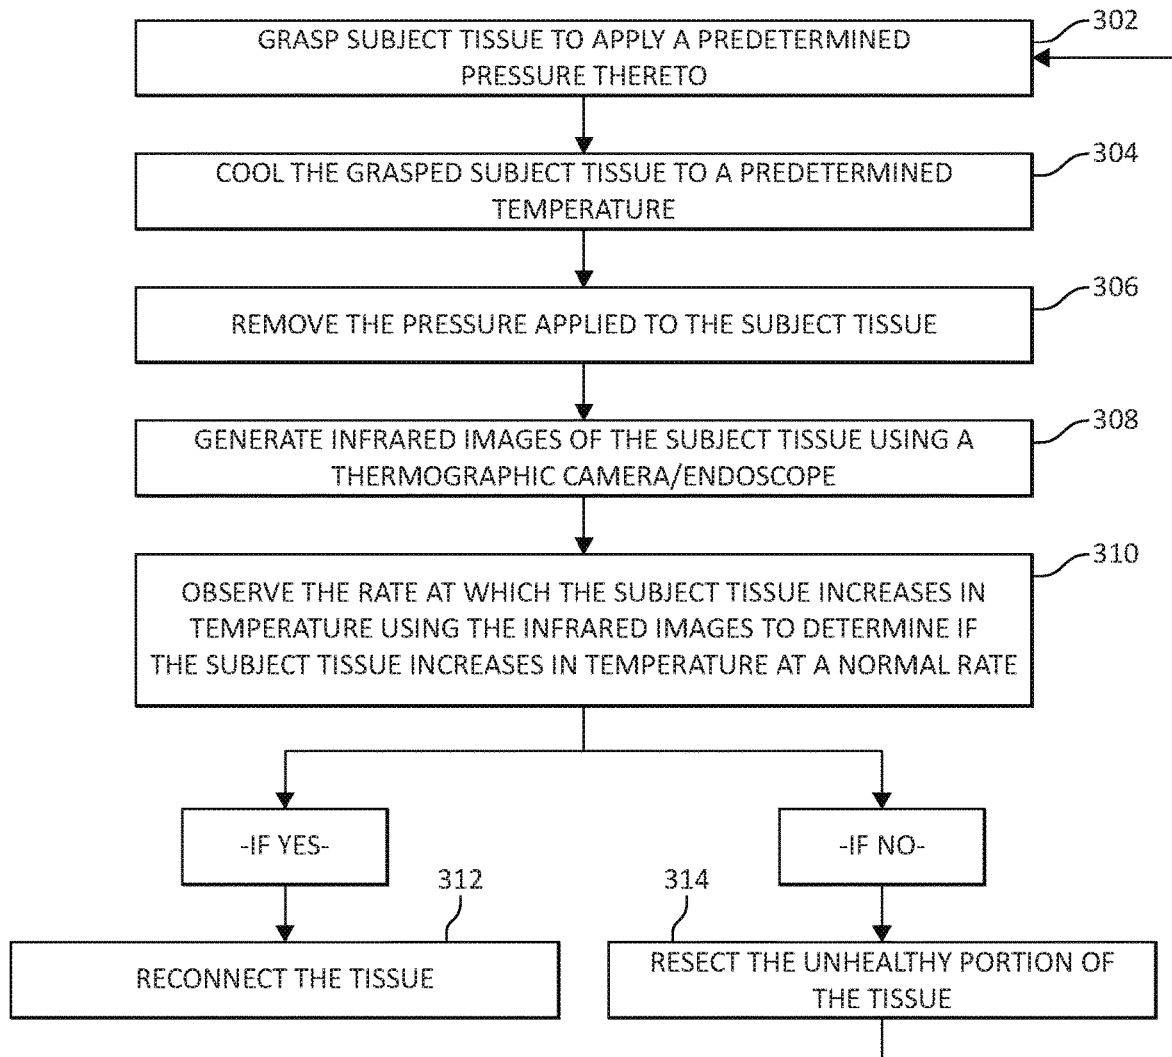 302
GRASP SUBJECT TISSUE TO APPLY A PREDETERMINED
PRESSURE THERETO
304
COOL THE GRASPED SUBJECT TISSUE TO A PREDETERMINED
TEMPERATURE
306
REMOVE THE PRESSURE APPLIED TO THE SUBJECT TISSUE
308
GENERATE INFRARED IMAGES OF THE SUBJECT TISSUE USING A
THERMOGRAPHIC CAMERA/ENDOSCOPE
310
OBSERVE THE RATE AT WHICH THE SUBJECT TISSUE INCREASES IN
TEMPERATURE USING THE INFRARED IMAGES TO DETERMINE IF
THE SUBJECT TISSUE INCREASES IN TEMPERATURE AT A NORMAL RATE
-IF YES-
-IF NO-
312
RECONNECT THE TISSUE
314
RESECT THE UNHEALTHY PORTION OF
THE TISSUE